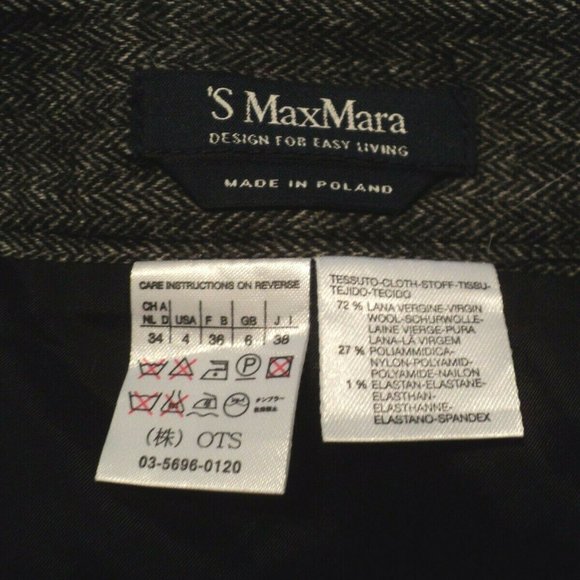 'S MaxMara
DESIGN FOR EASY LIVING
MADE IN POLAND
CARE INSTRUCTIONS ON REVERSE
CH A
NL D USA F B GB J I
34 4 36 6 38
P
(株) OTS
03-5696-0120
TESSUTO-CLOTH-STOFF-TISSU-
TEJIDO-TECIDO
72 % LANA VERGINE-VIRGIN
WOOL-SCHURWOLLE-
LAINE VIERGE-PURA
LANA-LÀ VIRGEM
27 % POLIAMMIDICA-
NYLON-POLYAMID-
POLYAMIDE-NAILON
1 % ELASTAN-ELASTANE-
ELASTHAN-
ELASTHANNE-
ELASTANO-SPANDEX